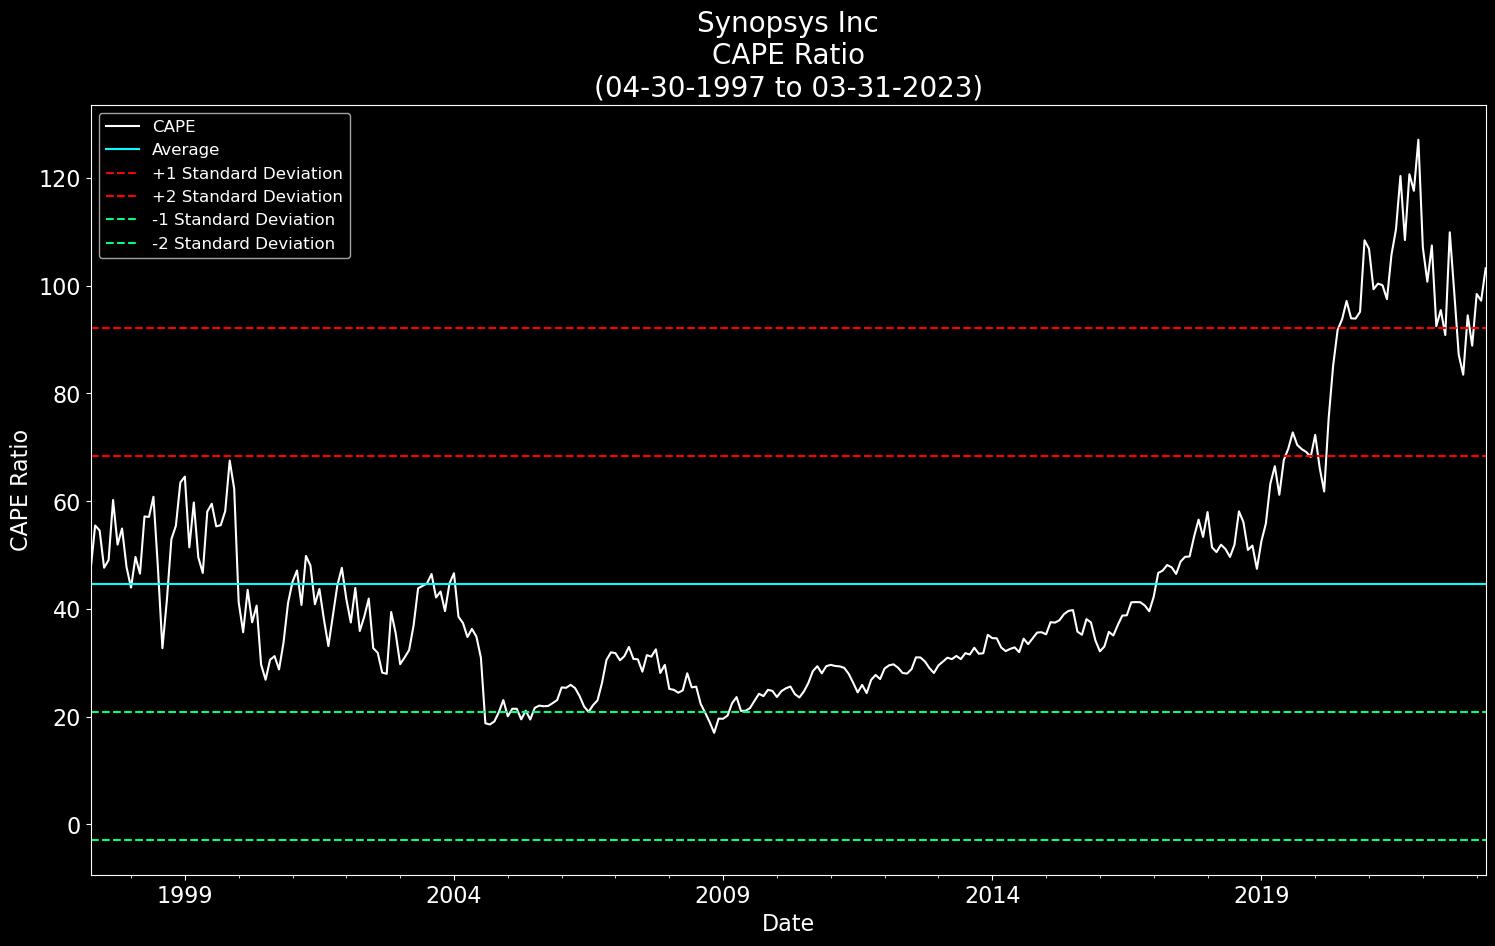 Synopsys Inc
CAPE Ratio
(04-30-1997 to 03-31-2023)
CAPE
Average
+1 Standard Deviation
+2 Standard Deviation
-1 Standard Deviation
-2 Standard Deviation
120
100
80
60
40
20
0
CAPE Ratio
1999
2004
2009
2014
2019
Date